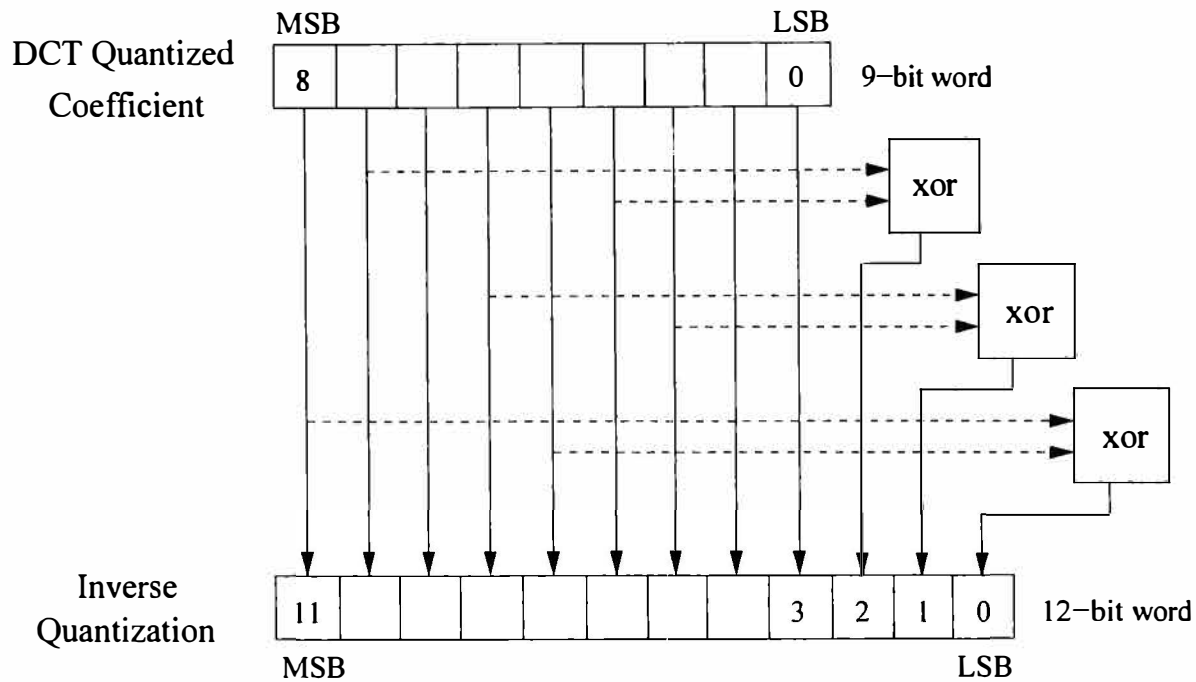 MSB LSB
DCT Quantized
Coefficient
8 0 9−bit word
xor
xor
xor
Inverse
Quantization
11 3 2 1 0 12−bit word
MSB LSB